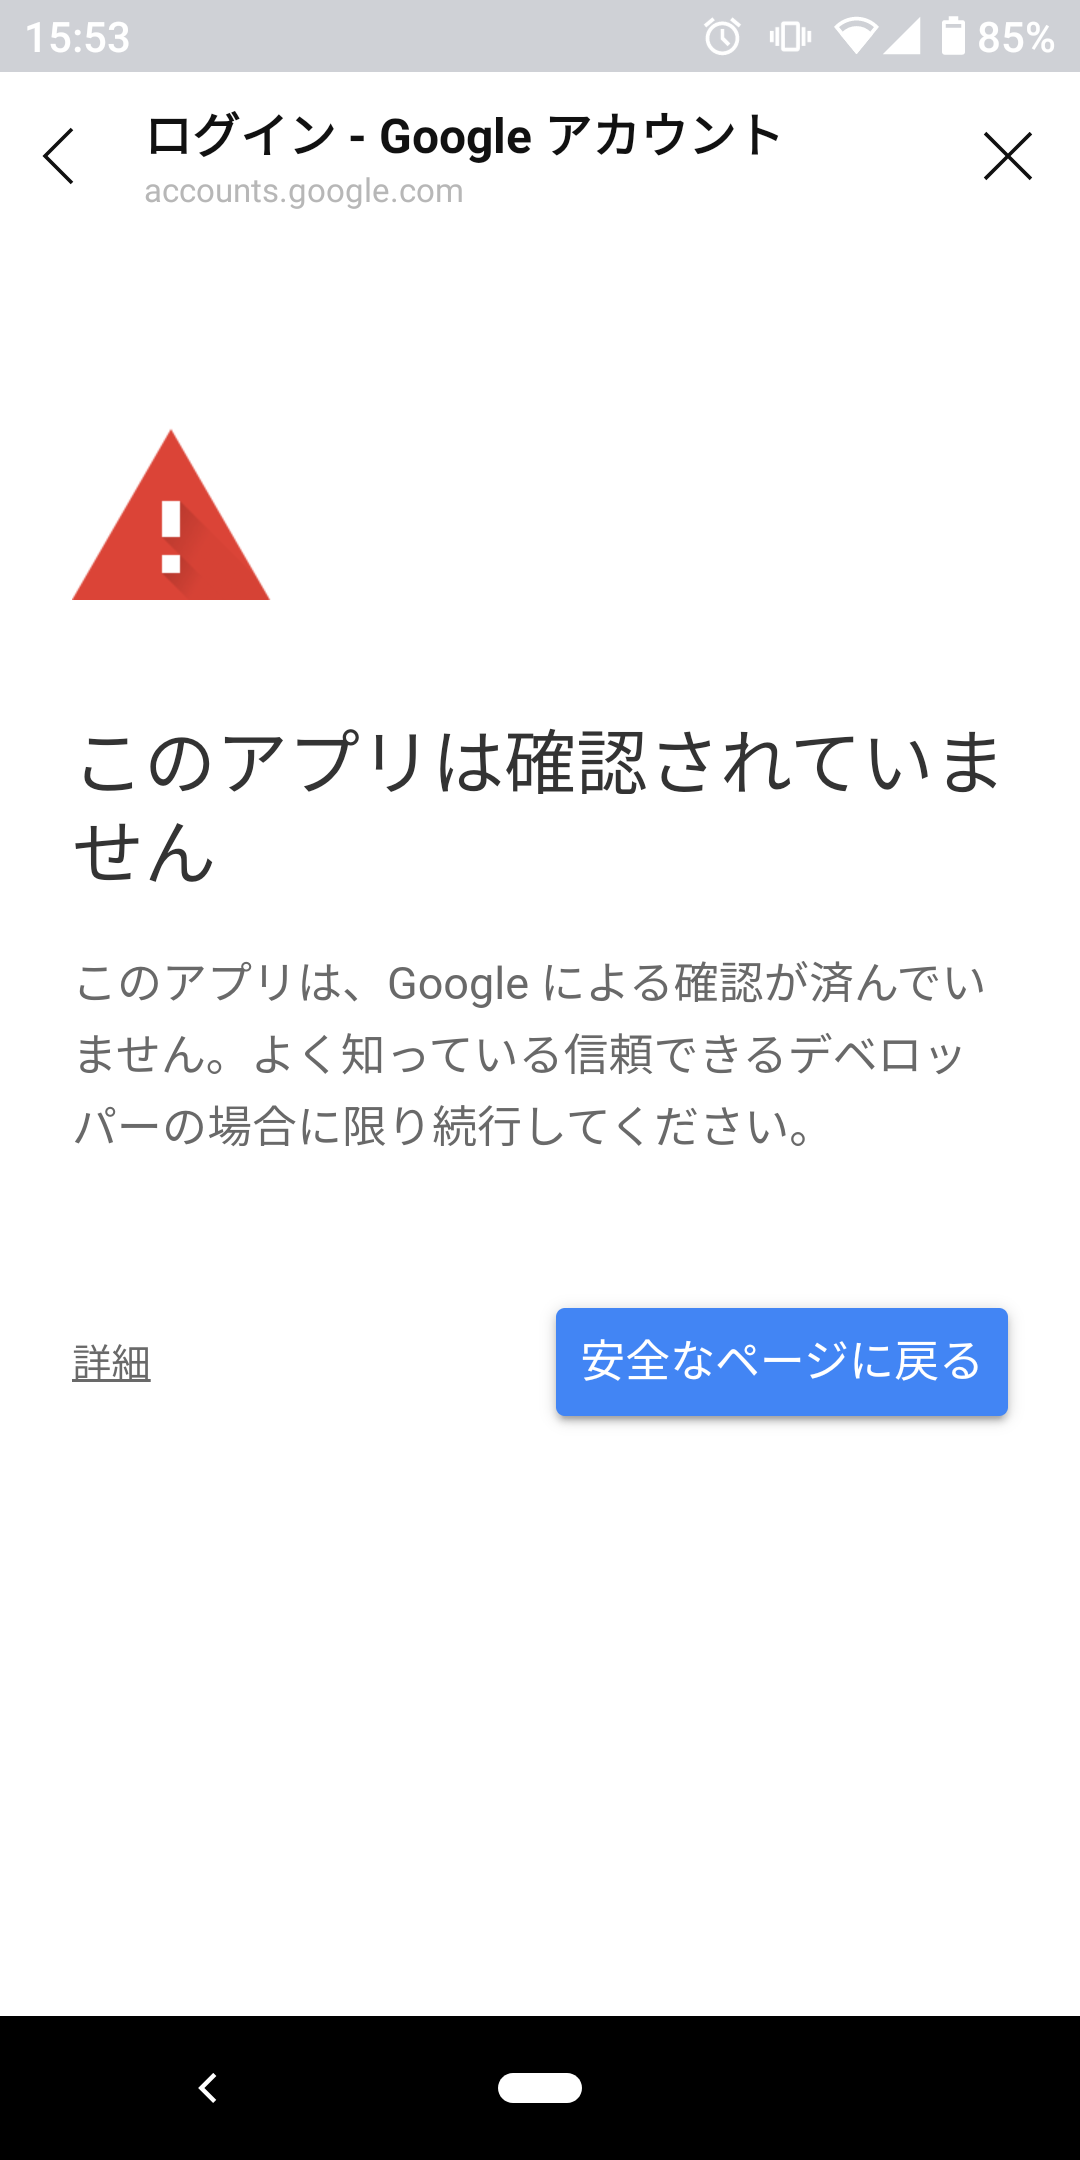 15:53
85%
ログイン - Google アカウント
accounts.google.com
このアプリは確認されていま
せん
このアプリは、Google による確認が済んでい
ません。よく知っている信頼できるデベロッ
パーの場合に限り続行してください。
詳細
安全なページに戻る